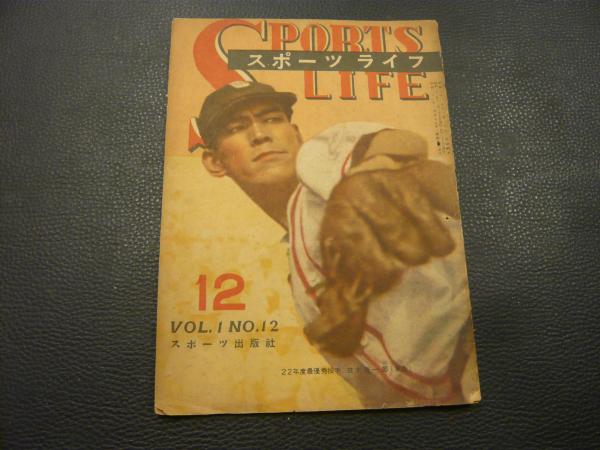 SPORTS
スポーツ ライフ
LIFE
12
VOL.1 NO.12
スポーツ出版社
22年度最優秀投手